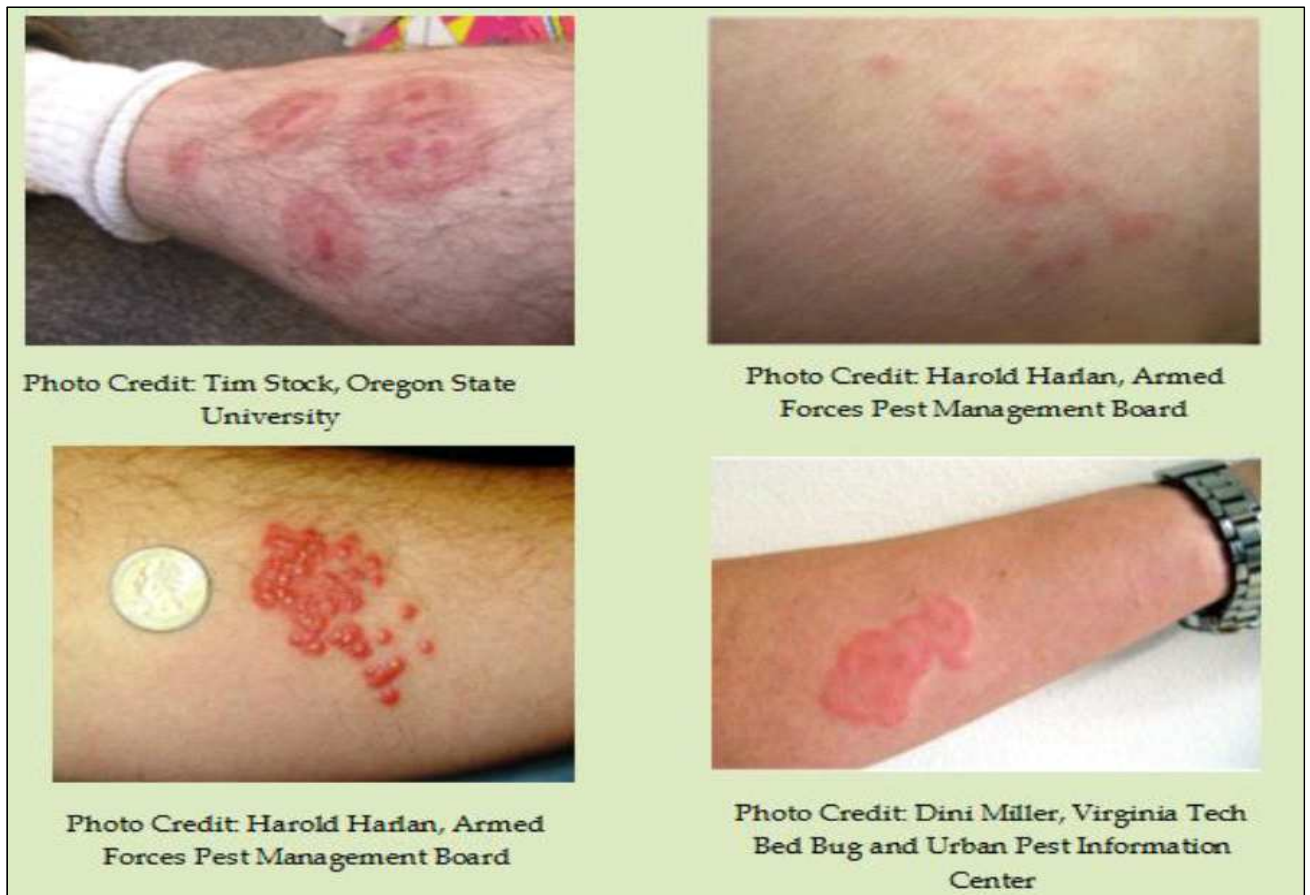 Photo Credit: Tim Stock, Oregon State
University
Photo Credit: Harold Harlan, Armed
Forces Pest Management Board
Photo Credit: Harold Harlan, Armed
Forces Pest Management Board
Photo Credit: Dini Miller, Virginia Tech
Bed Bug and Urban Pest Information
Center